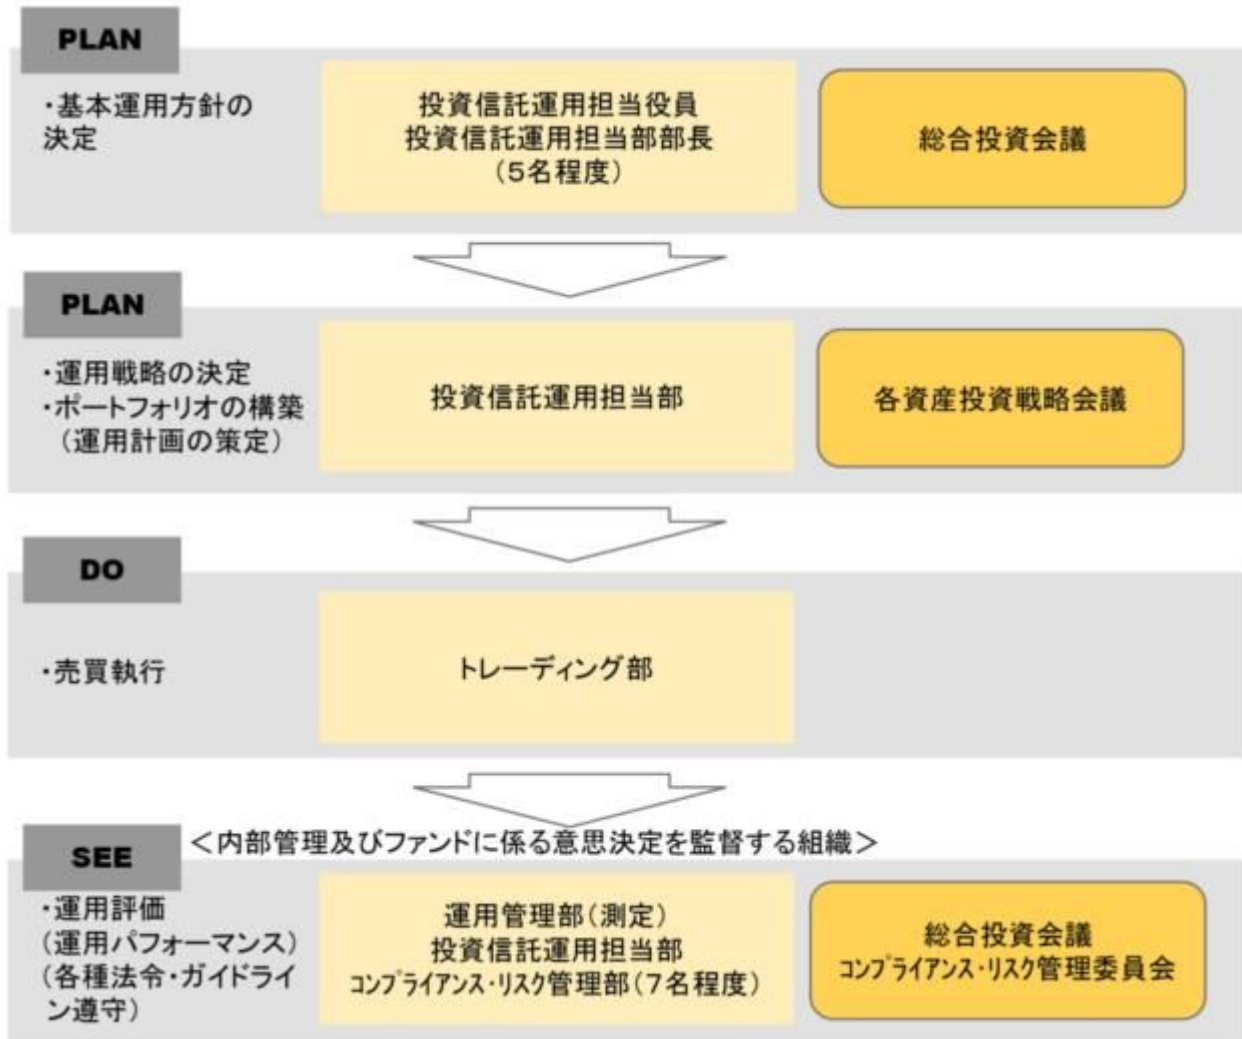 PLAN
・基本運用方針の
決定
投資信託運用担当役員
投資信託運用担当部部長
(5名程度)
総合投資会議
PLAN
・運用戦略の決定
・ポートフォリオの構築
(運用計画の策定)
投資信託運用担当部
各資産投資戦略会議
DO
・売買執行
トレーディング部
SEE
＜内部管理及びファンドに係る意思決定を監督する組織＞
・運用評価
(運用パフォーマンス)
(各種法令・ガイドライ
ン遵守)
運用管理部(測定)
投資信託運用担当部
ｺﾝﾌﾟﾗｲｱﾝｽ・ﾘｽｸ管理部(7名程度)
総合投資会議
ｺﾝﾌﾟﾗｲｱﾝｽ・ﾘｽｸ管理委員会